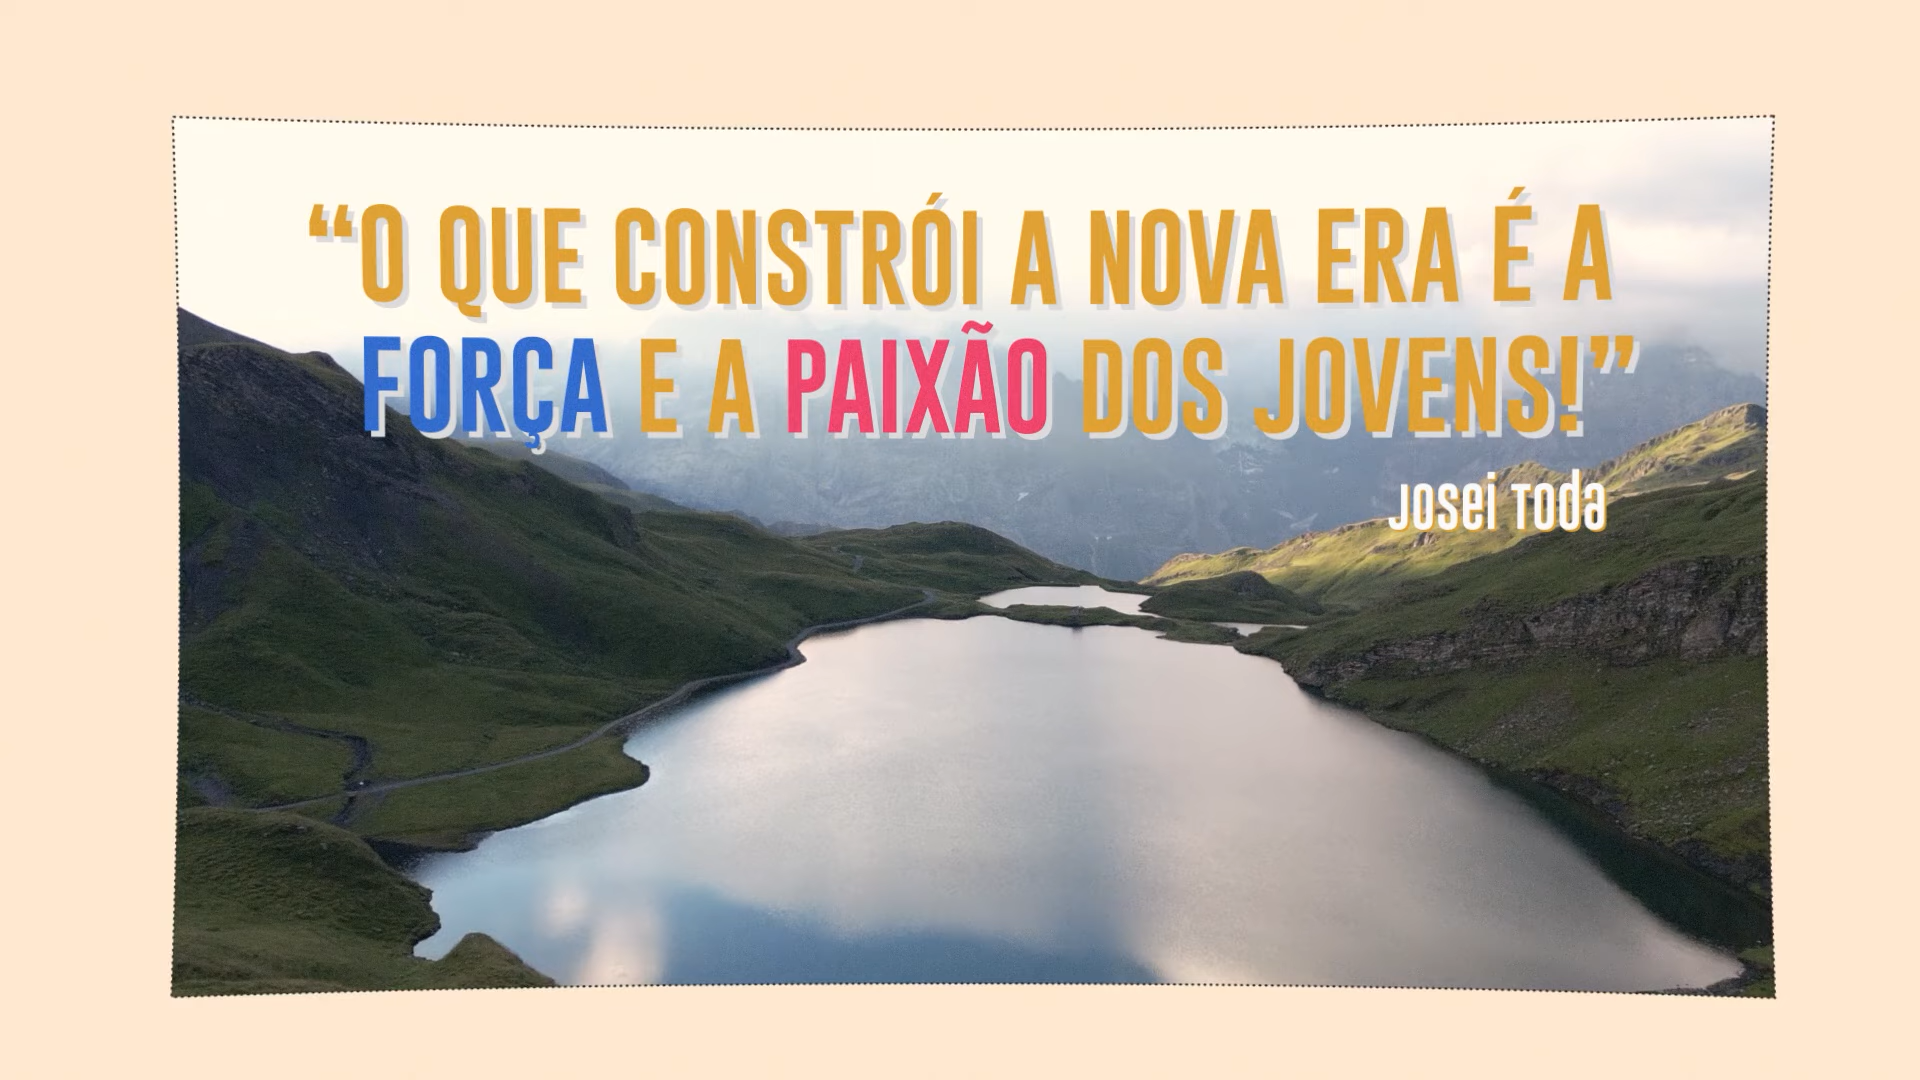 “O QUE CONSTRÓI A NOVA ERA É A
FORÇA E A PAIXÃO DOS JOVENS!”
Josei Toda